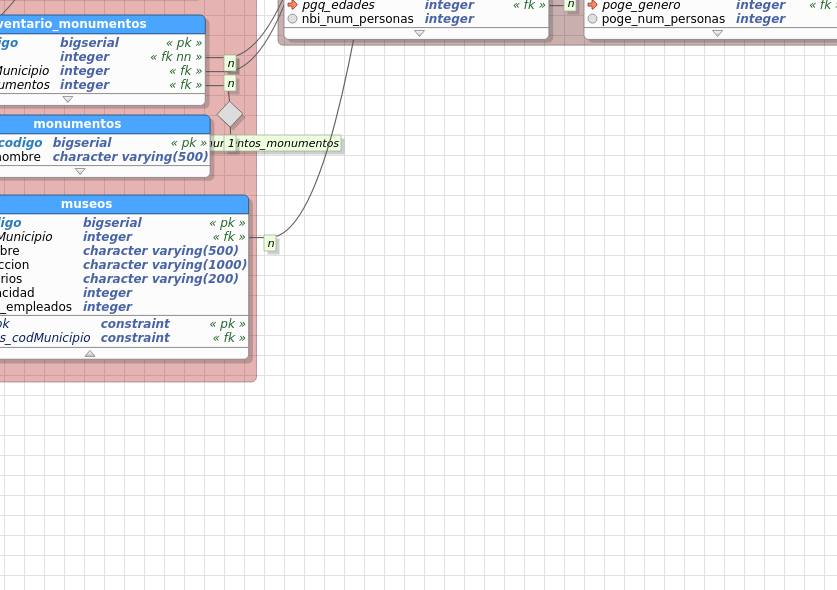 pgq_edades integer « fk »
nbi_num_personas integer
n
poge_genero integer « fk
poge_num_personas integer
ventario_monumentos
igo bigserial « pk »
integer « fk nn »
Municipio integer « fk »
umentos integer « fk »
n
n
monumentos
codigo bigserial « pk »
nombre character varying(500)
1 ntos_monumentos
museos
igo bigserial « pk »
Municipio integer « fk »
bre character varying(500)
ccion character varying(1000)
rios character varying(200)
acidad integer
_empleados integer
ok constraint « pk »
s_codMunicipio constraint « fk »
n